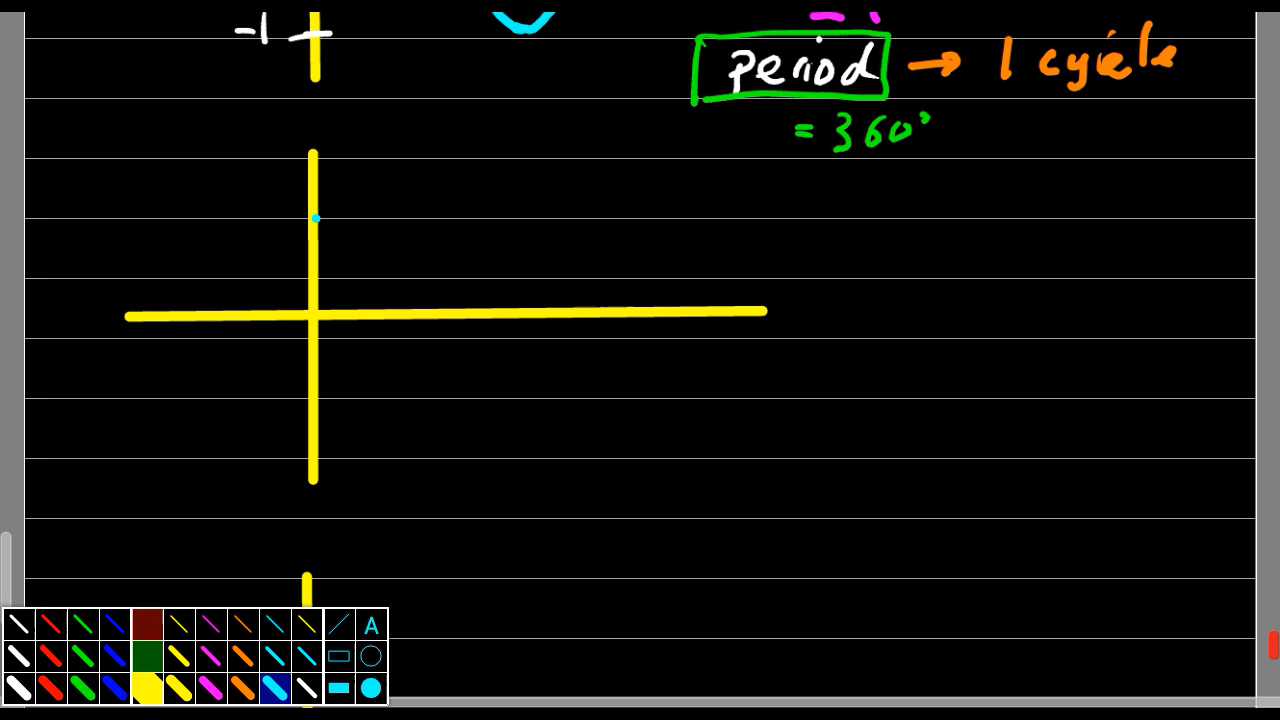 -1
period → 1 cycle
= 360°
A